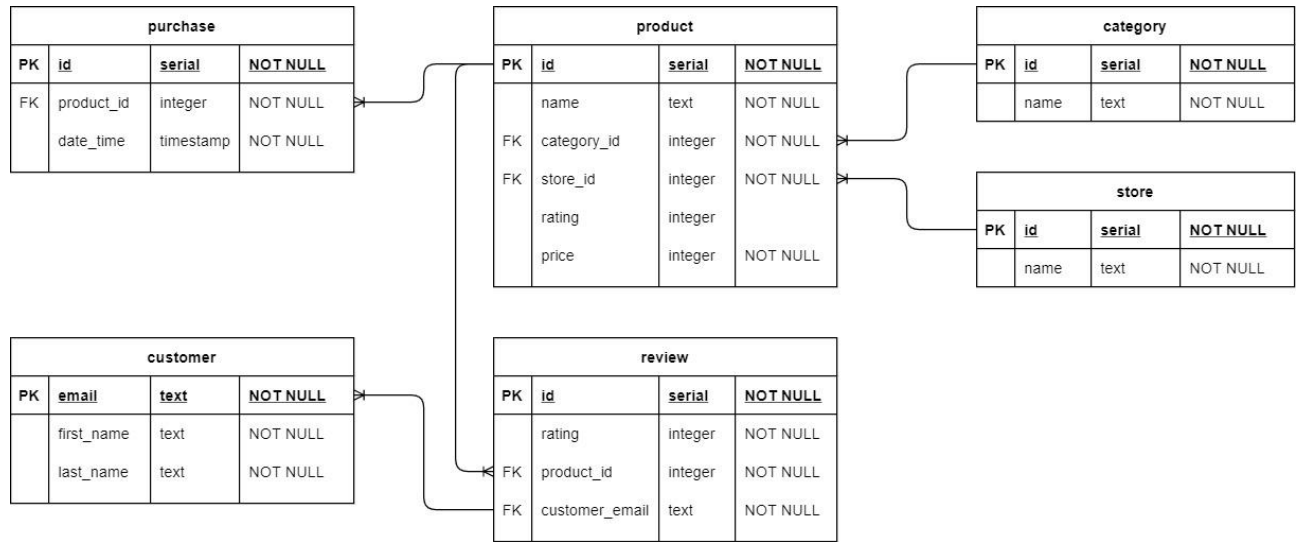 purchase
PK id serial NOT NULL
FK product_id integer NOT NULL
date_time timestamp NOT NULL
product
PK id serial NOT NULL
name text NOT NULL
FK category_id integer NOT NULL
FK store_id integer NOT NULL
rating integer
price integer NOT NULL
category
PK id serial NOT NULL
name text NOT NULL
store
PK id serial NOT NULL
name text NOT NULL
customer
PK email text NOT NULL
first_name text NOT NULL
last_name text NOT NULL
review
PK id serial NOT NULL
rating integer NOT NULL
FK product_id integer NOT NULL
FK customer_email text NOT NULL